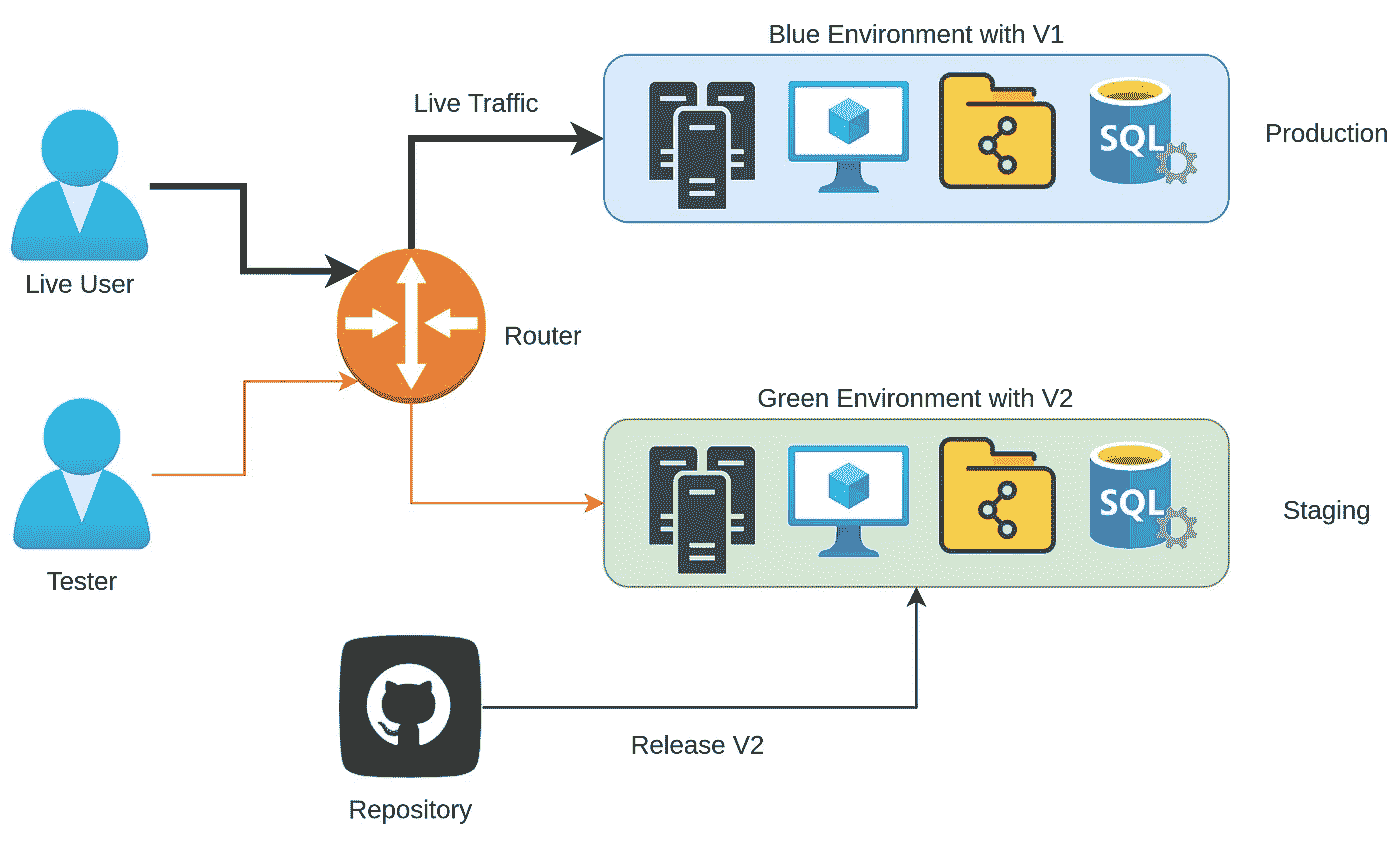 Blue Environment with V1
Live Traffic
SQL
Production
Live User
Router
Green Environment with V2
SQL
Staging
Tester
Release V2
Repository